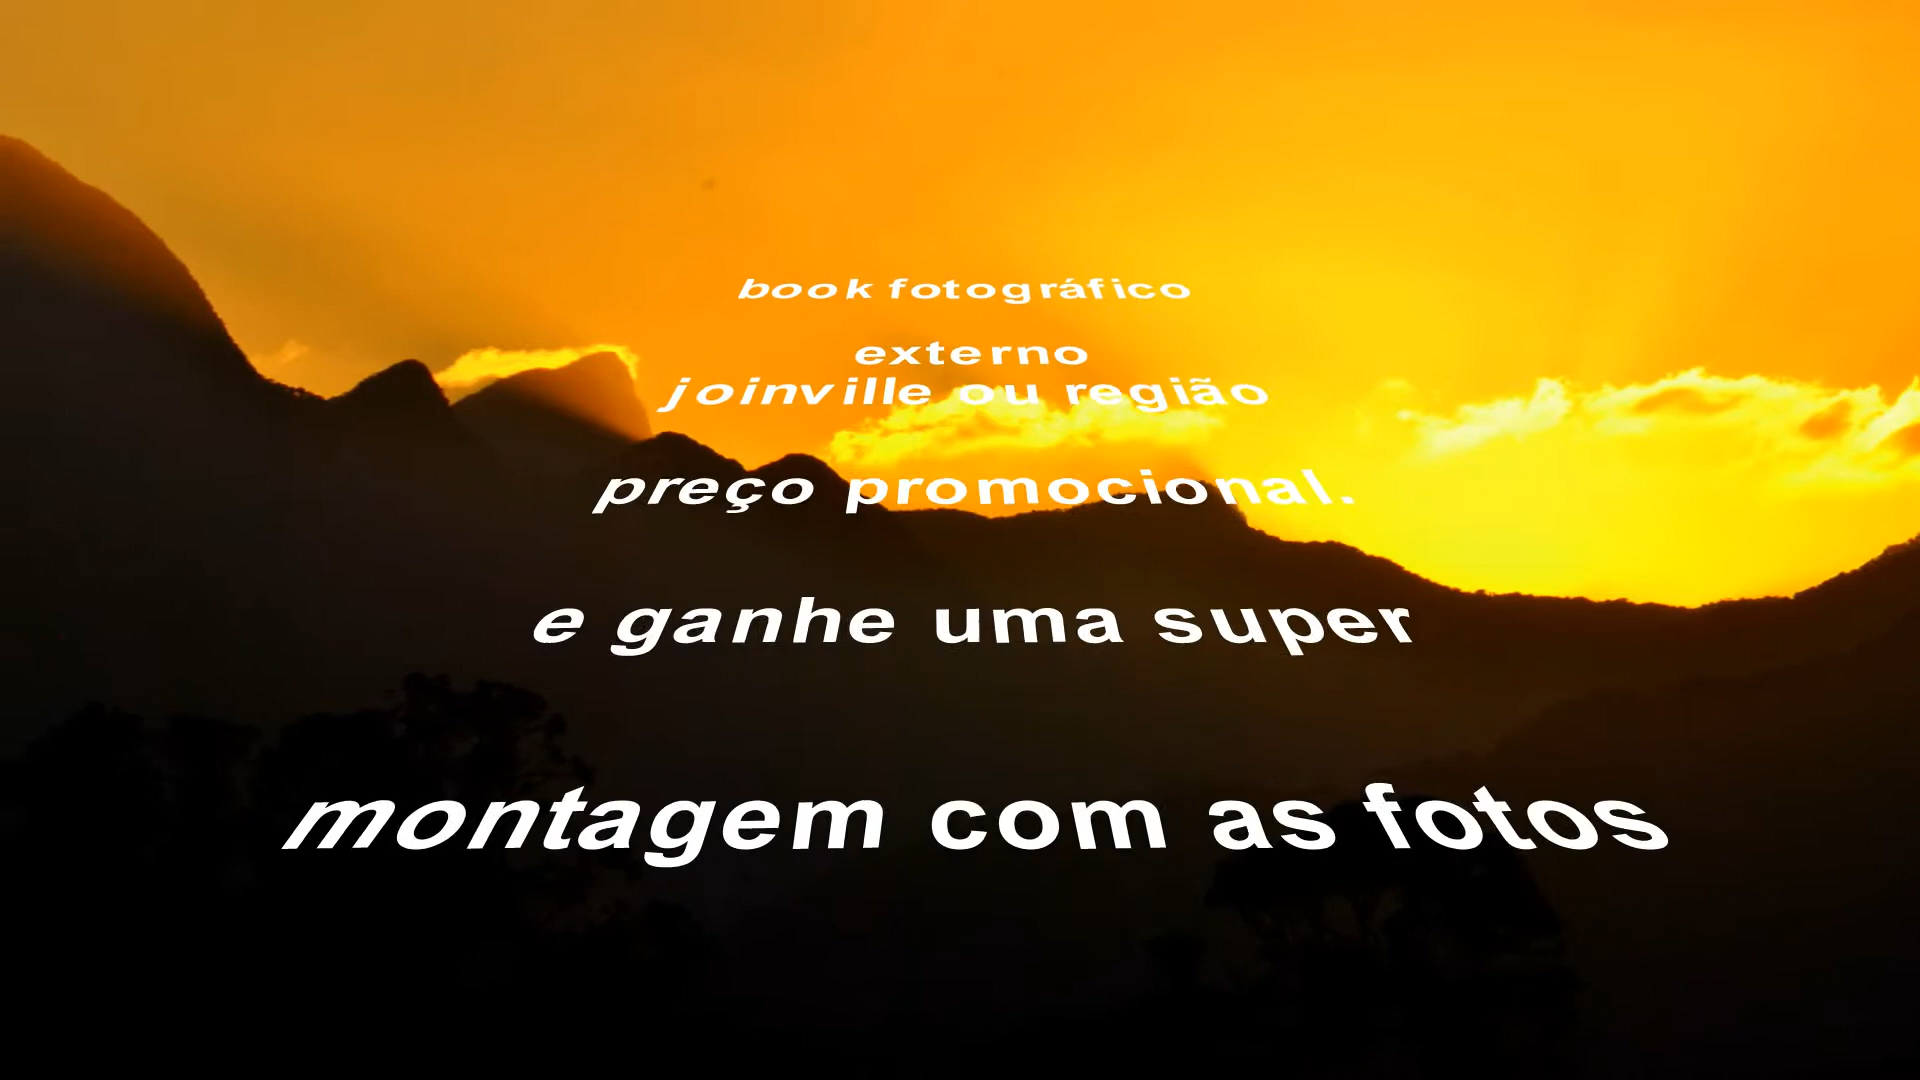 book fotográfico
externo
joinville ou região
preço promocional.
e ganhe uma super
montagem com as fotos